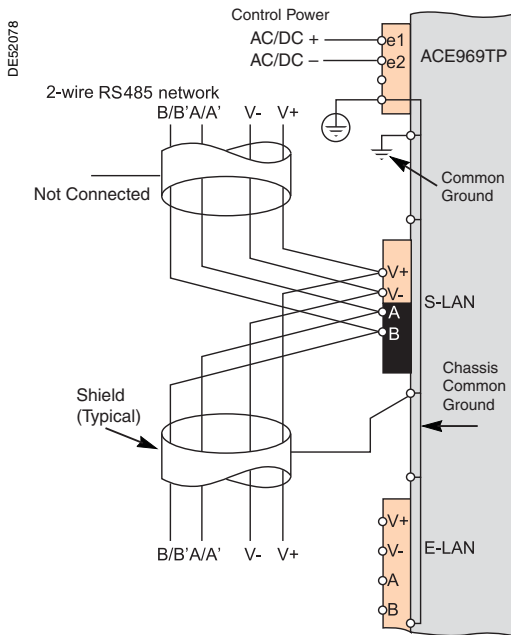 DE52078
Control Power
AC/DC +
AC/DC –
e1
e2
ACE969TP
2-wire RS485 network
B/B'A/A' V- V+
Not Connected
Common
Ground
V+
V-
A
B
S-LAN
Shield
(Typical)
Chassis
Common
Ground
B/B'A/A' V- V+
V+
V-
A
B
E-LAN